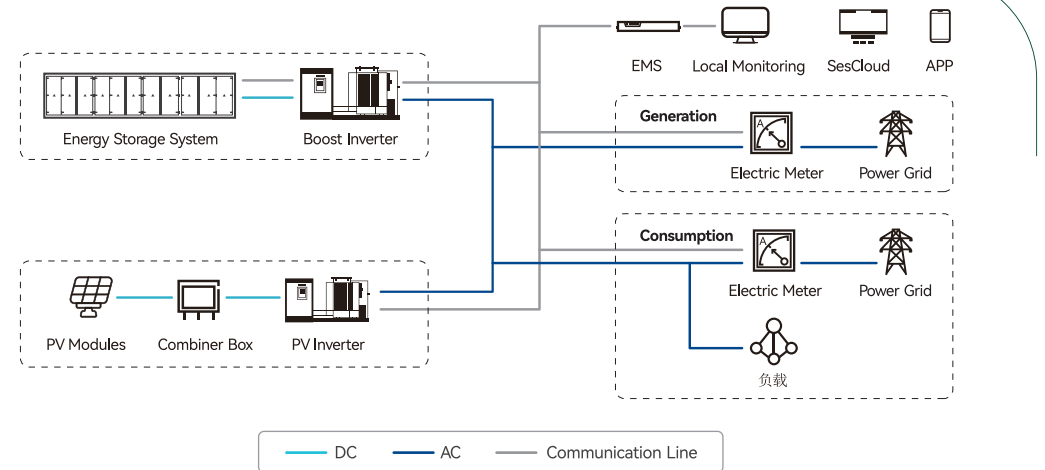 EMS
Local Monitoring
SesCloud
APP
Energy Storage System
Boost Inverter
Generation
A
Electric Meter
Power Grid
Consumption
A
Electric Meter
Power Grid
PV Modules
Combiner Box
PV Inverter
负载
DC
AC
Communication Line